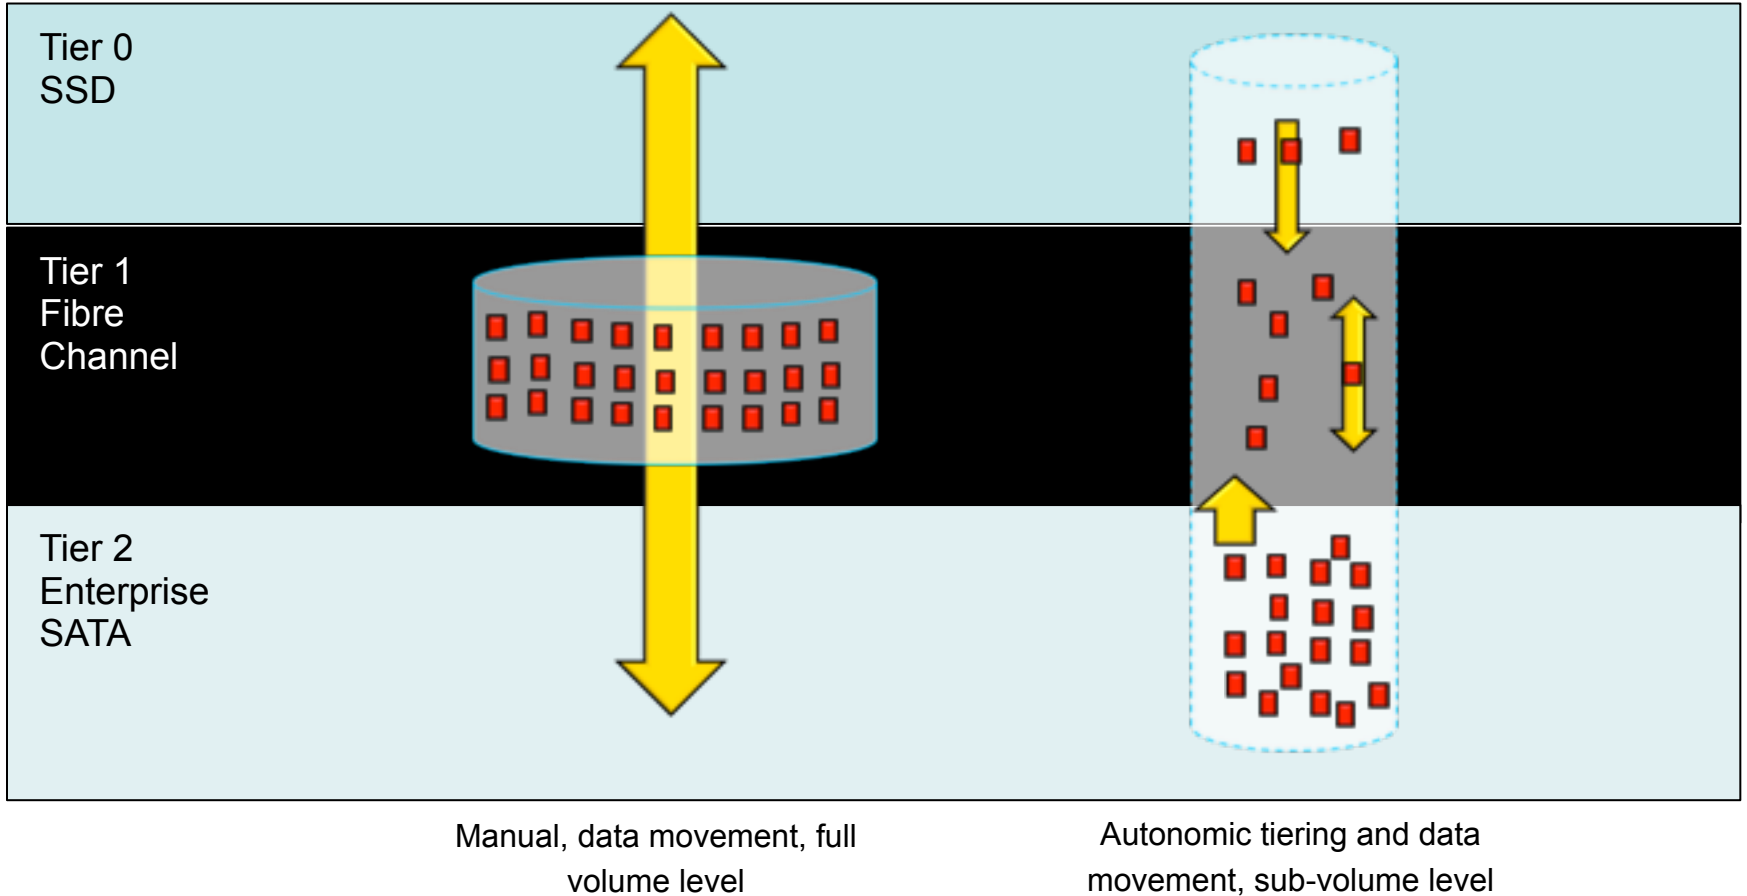 Tier 0
SSD
Tier 1
Fibre
Channel
Tier 2
Enterprise
SATA
Manual, data movement, full
volume level
Autonomic tiering and data
movement, sub-volume level